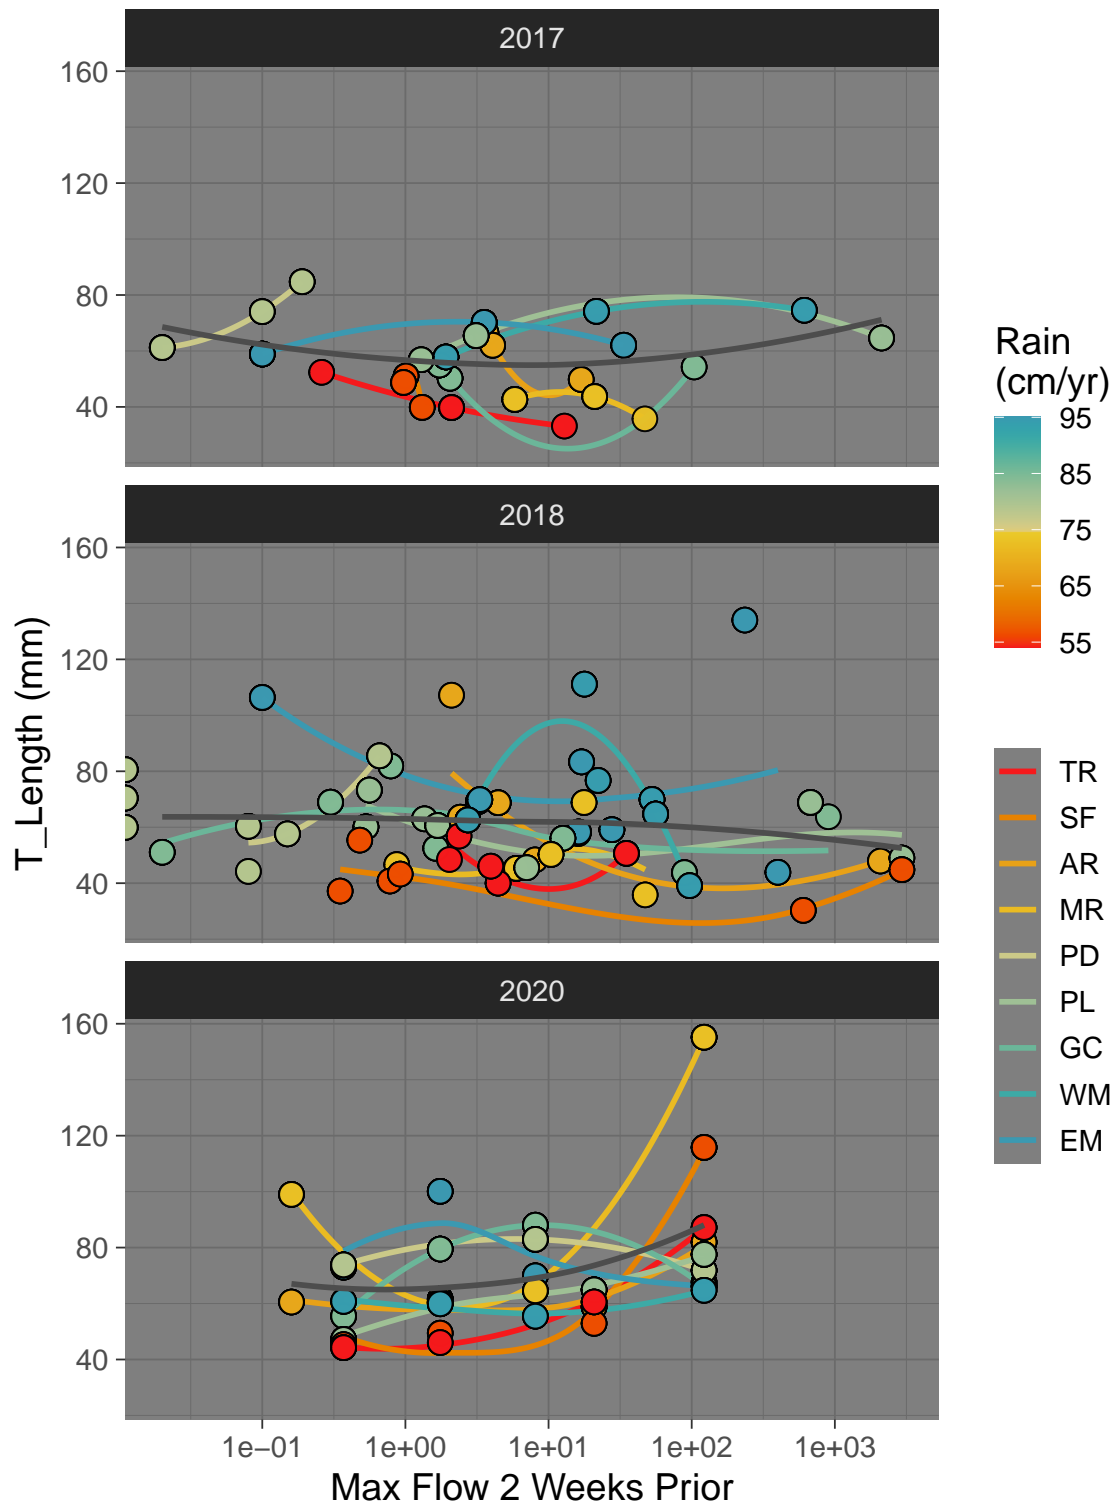 2017
160
120
80
40
2018
160
120
80
40
2020
160
120
80
40
1e−01 1e+00 1e+01 1e+02 1e+03
Max Flow 2 Weeks Prior
T_Length (mm)
Rain
(cm/yr)
95
85
75
65
55
TR
SF
AR
MR
PD
PL
GC
WM
EM